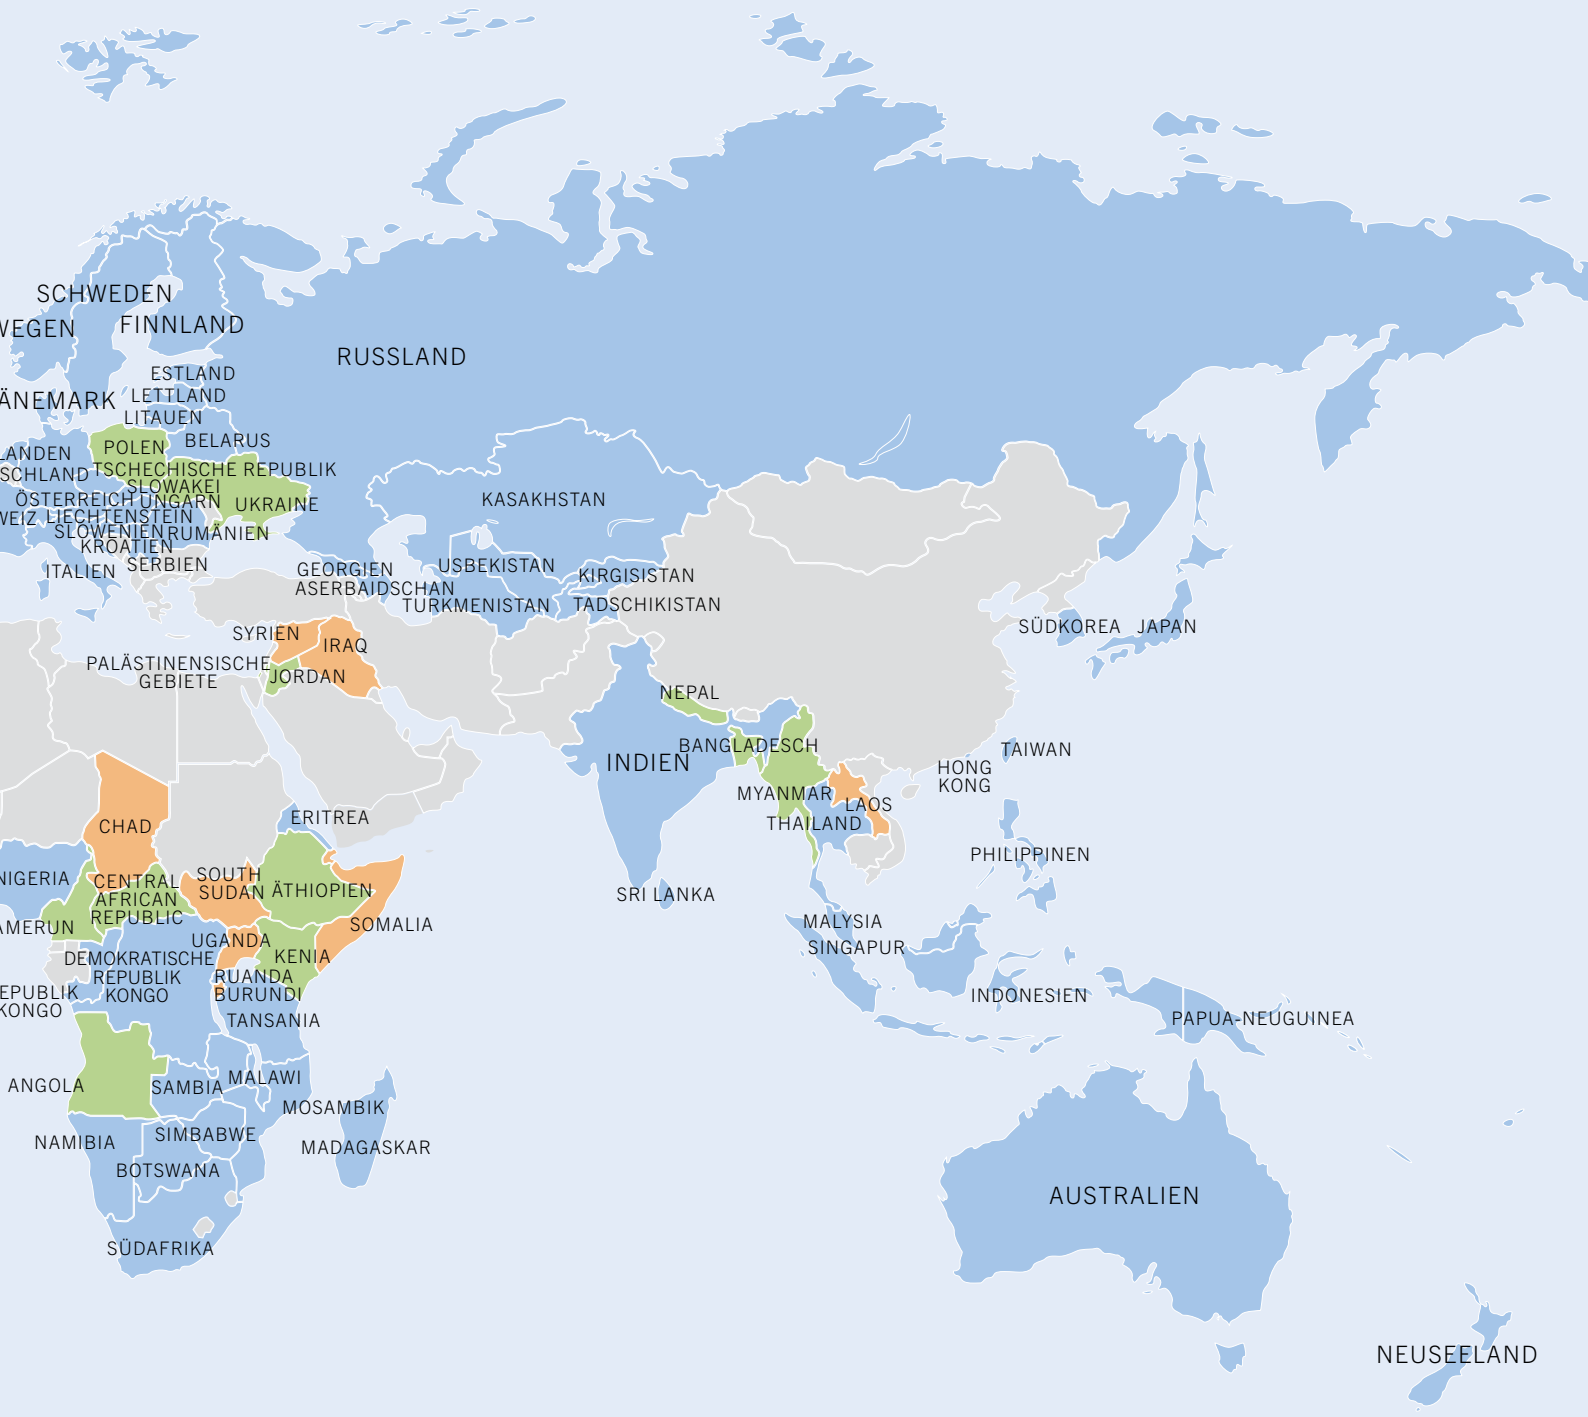 SCHWEDEN
WEGEN
FINNLAND
RUSSLAND
ESTLAND
LETTLAND
ÄNEMARK
LITAUEN
BELARUS
POLEN
LANDEN
SCHLAND
TSCHECHISCHE REPUBLIK
SLOWAKEI
ÖSTERREICH
UNGARN
UKRAINE
WEIZ
LIECHTENSTEIN
SLOWENIEN
RUMÄNIEN
KROATIEN
SERBIEN
ITALIEN
KASAKHSTAN
GEORGIEN
USBEKISTAN
KIRGISISTAN
ASERBAIDSCHAN
TURKMENISTAN
TADSCHIKISTAN
SYRIEN
IRAQ
PALÄSTINENSISCHE
GEBIETE
JORDAN
SÜDKOREA
JAPAN
NEPAL
BANGLADESCH
INDIEN
TAIWAN
HONG
KONG
MYANMAR
LAOS
THAILAND
ERITREA
CHAD
PHILIPPINEN
NIGERIA
CENTRAL
AFRICAN
REPUBLIC
SOUTH
SUDAN
ÄTHIOPIEN
SRI LANKA
AMERUN
SOMALIA
MALYSIA
SINGAPUR
UGANDA
KENIA
DEMOKRATISCHE
REPUBLIK
KONGO
RUANDA
BURUNDI
EPUBLIK
KONGO
INDONESIEN
PAPUA-NEUGUINEA
TANSANIA
ANGOLA
SAMBIA
MALAWI
MOSAMBIK
NAMIBIA
SIMBABWE
MADAGASKAR
BOTSWANA
AUSTRALIEN
SÜDAFRIKA
NEUSEELAND